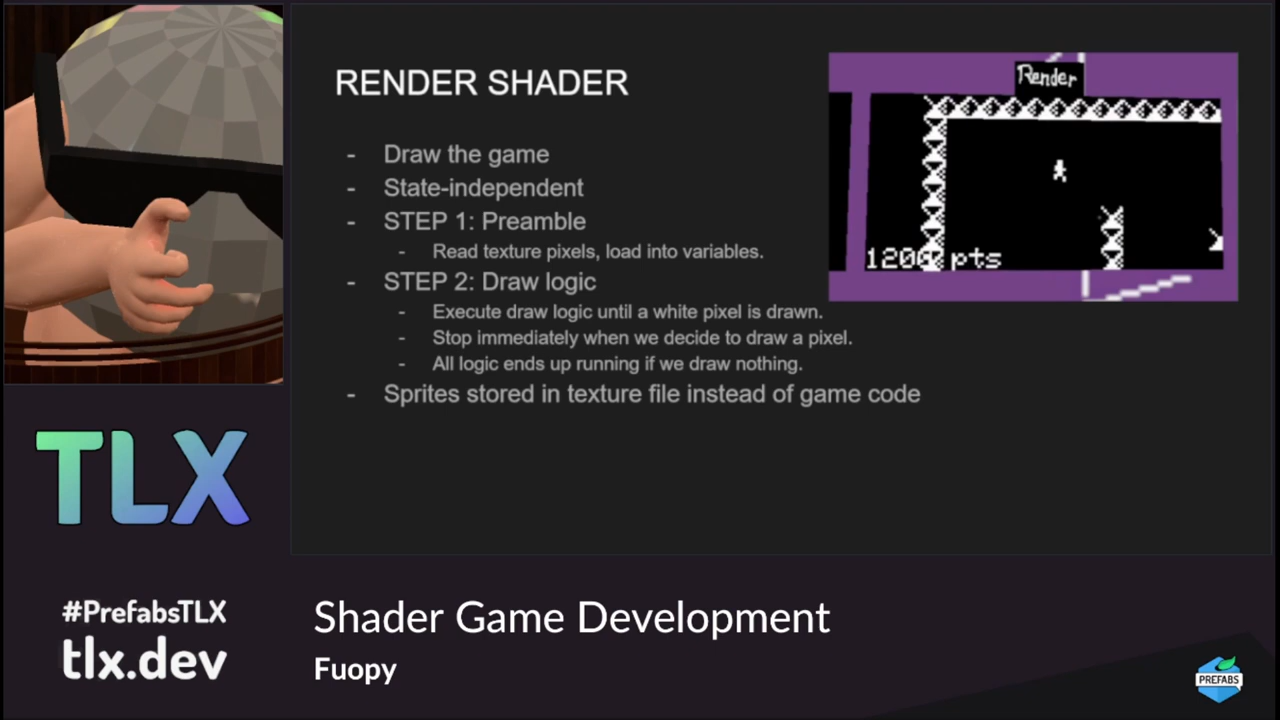 RENDER SHADER
- Draw the game
- State-independent
- STEP 1: Preamble
- Read texture pixels, load into variables.
- STEP 2: Draw logic
- Execute draw logic until a white pixel is drawn.
- Stop immediately when we decide to draw a pixel.
- All logic ends up running if we draw nothing.
- Sprites stored in texture file instead of game code
Render
1206 pts
TLX
#PrefabsTLX
tlx.dev
Shader Game Development
Fuopy
PREFABS